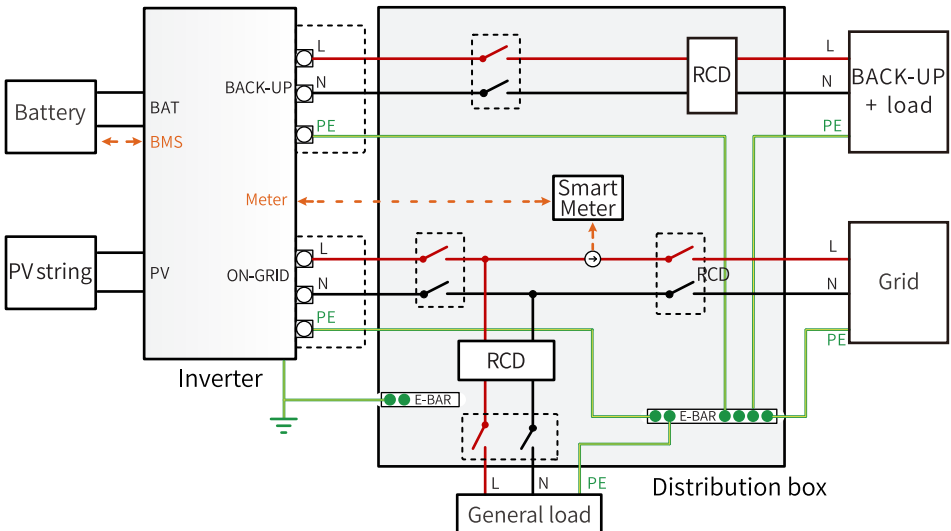 L
BACK-UP
N
PE
RCD
L
N
PE
BACK-UP
+ load
Battery
BAT
BMS
Meter
Smart
Meter
PV string
PV
ON-GRID
L
N
PE
RCD
L
N
PE
Grid
Inverter
RCD
E-BAR
E-BAR
L
N
PE
Distribution box
General load